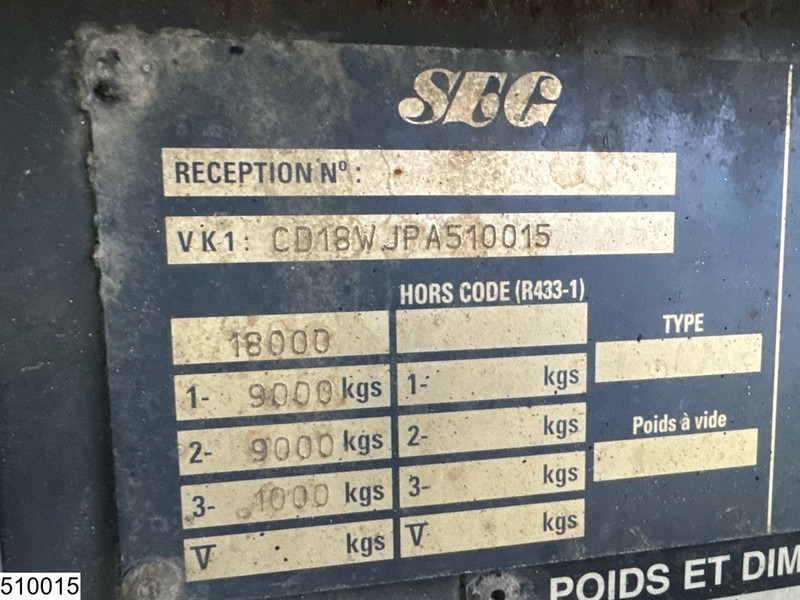 SEG
RECEPTION Nº :
VK1 : CD18WJPA510015
HORS CODE (R433-1)
18000
TYPE
1- 9000 kgs 1- kgs
Poids à vide
2- 9000 kgs 2- kgs
3- 1000 kgs 3- kgs
V kgs V kgs
POIDS ET DIM
510015